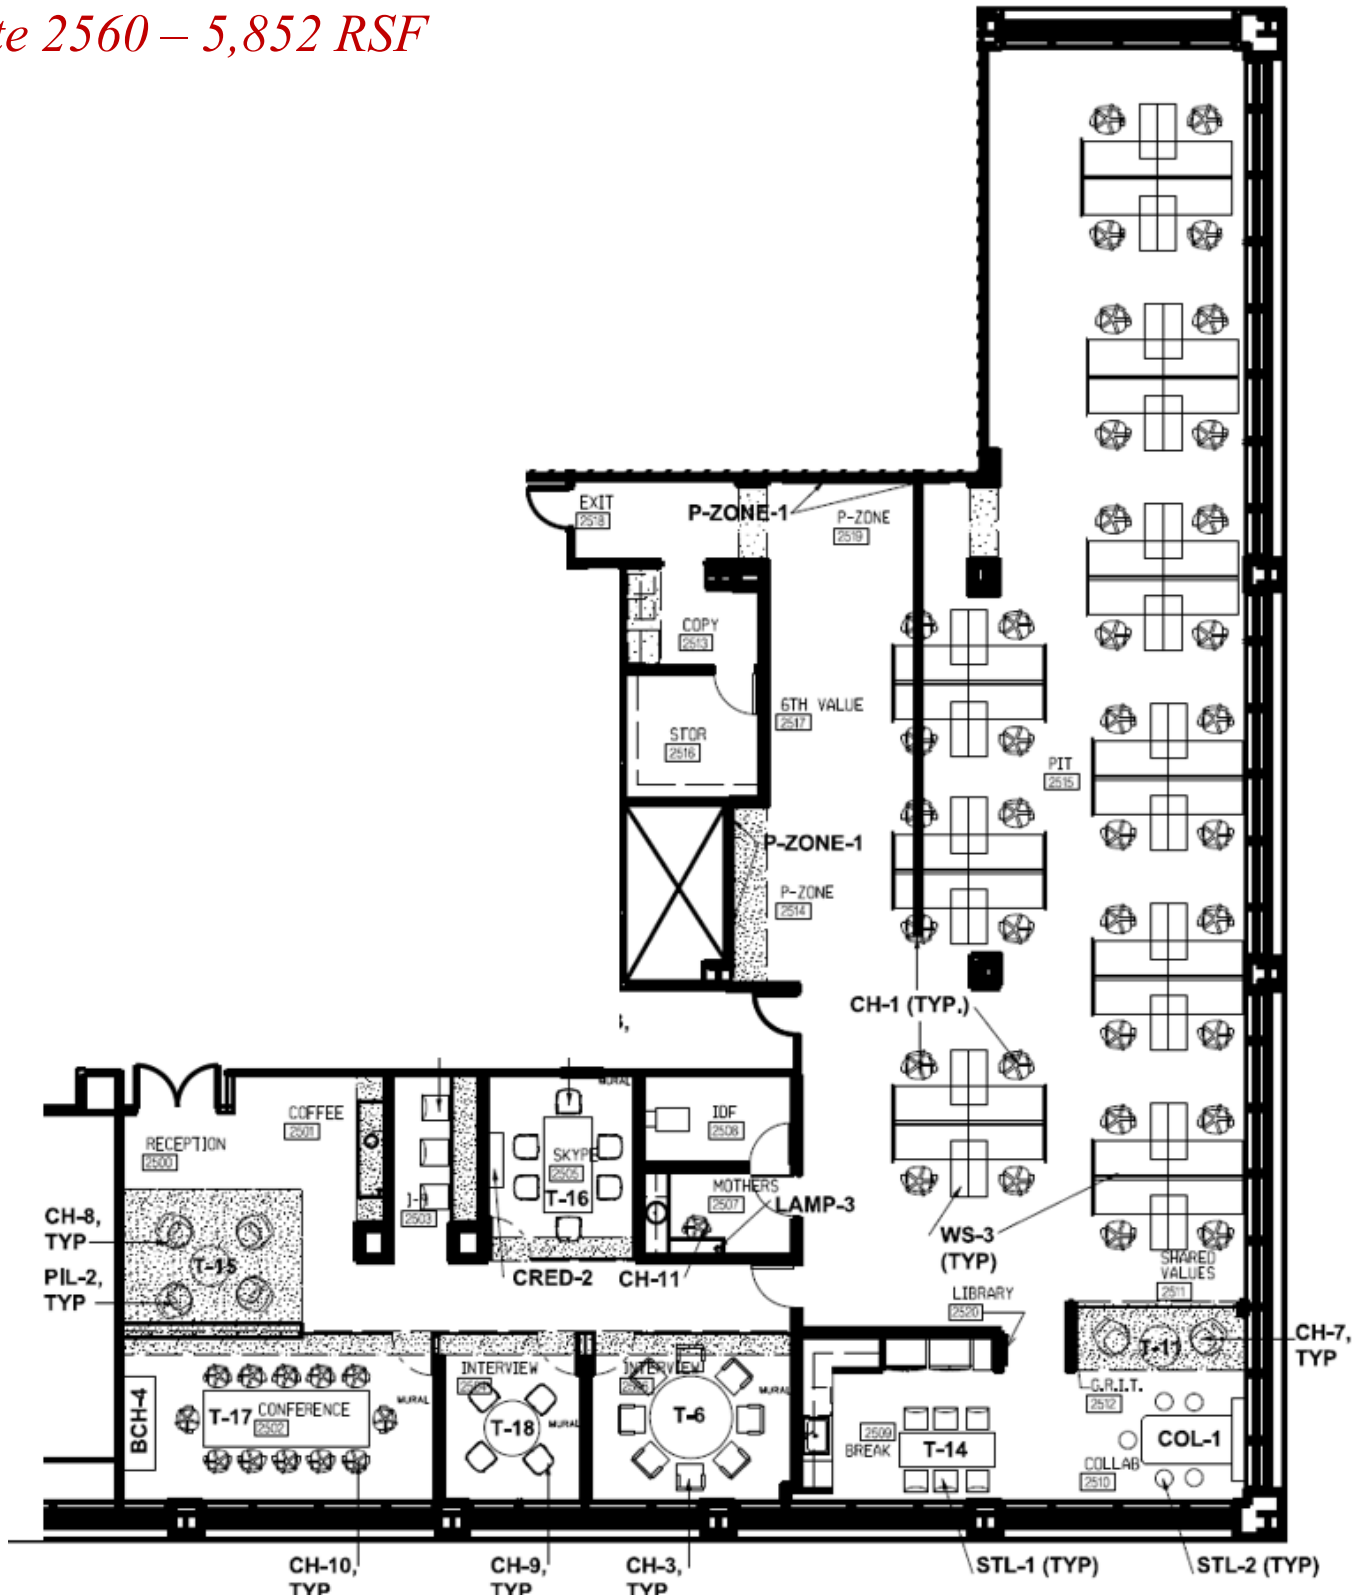 te 2560 – 5,852 RSF
EXIT
2518
P-ZONE-1
P-ZONE
2519
COPY
2513
6TH VALUE
2517
STOR
2516
PIT
2515
P-ZONE-1
P-ZONE
2514
CH-1 (TYP.)
MURAL
COFFEE
2501
IDF
2508
RECEPTION
2500
SKYPE
2505
T-16
MOTHERS
2507
LAMP-3
2503
CH-8,
TYP
T-15
PIL-2,
TYP
CRED-2
CH-11
WS-3
(TYP)
SHARED
VALUES
2511
LIBRARY
2520
CH-7,
TYP
T-11
INTERVIEW
INTERVIEW
MURAL
MURAL
MURAL
G.R.I.T.
2512
BCH-4
T-17
CONFERENCE
2502
T-18
T-6
2509
BREAK
T-14
COL-1
COLLAB
2510
CH-10,
TYP
CH-9,
TYP
CH-3,
TYP
STL-1 (TYP)
STL-2 (TYP)